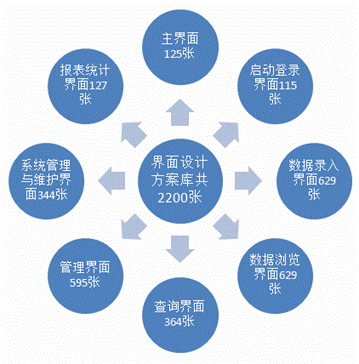 主界面
125张
启动登录
界面115
张
数据录入
界面629
张
数据浏览
界面629
张
查询界面
364张
管理界面
595张
系统管理
与维护界
面344张
报表统计
界面127
张
界面设计
方案库共
2200张